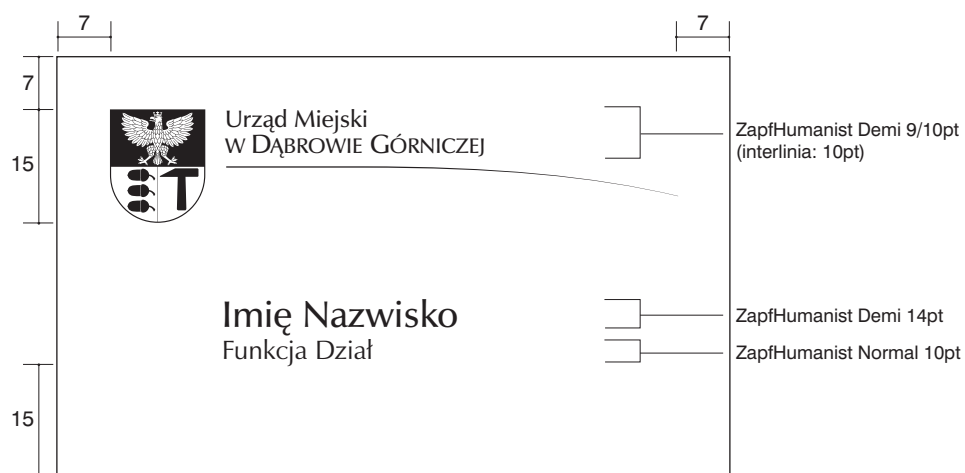 7
7
7
15
Urząd Miejski
W DĄBROWIE GÓRNICZEJ
ZapfHumanist Demi 9/10pt
(interlinia: 10pt)
Imię Nazwisko
ZapfHumanist Demi 14pt
Funkcja Dział
ZapfHumanist Normal 10pt
15